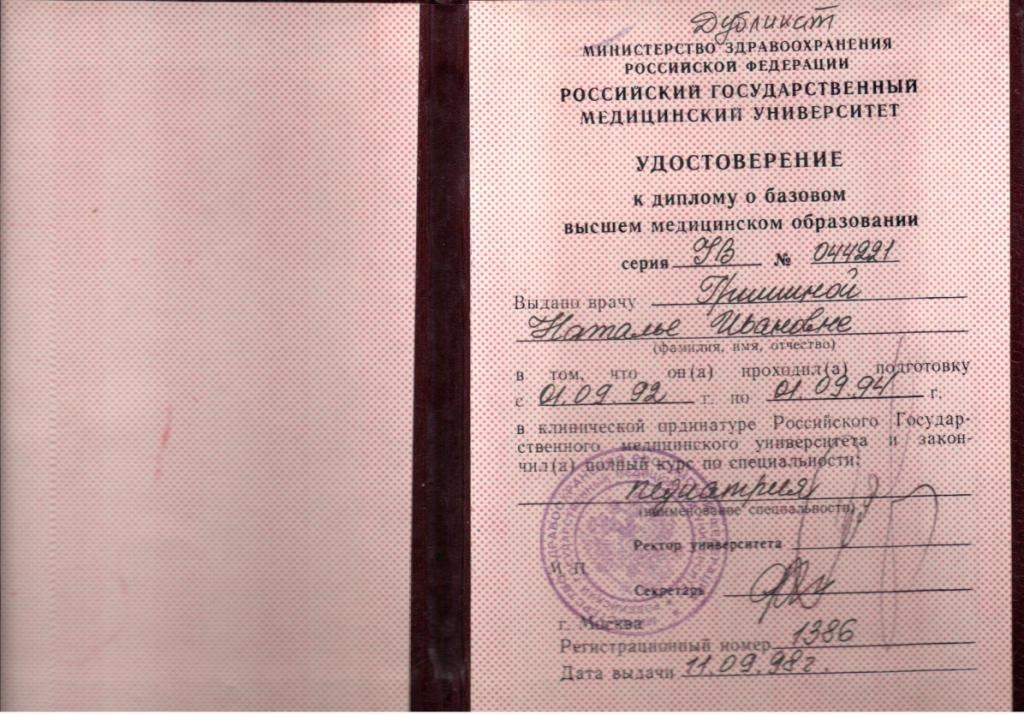 Дубликат
МИНИСТЕРСТВО ЗДРАВООХРАНЕНИЯ
РОССИЙСКОЙ ФЕДЕРАЦИИ
РОССИЙСКИЙ ГОСУДАРСТВЕННЫЙ
МЕДИЦИНСКИЙ УНИВЕРСИТЕТ
УДОСТОВЕРЕНИЕ
к диплому о базовом
высшем медицинском образовании
серия УВ № 044221
Выдано врачу
Наталье Ивановне
(фамилия, имя, отчество)
в том, что он(а) проходил(а) подготовку
с 01.09.92 г. по 01.09.94 г.
в клинической ординатуре Российского Государ-
ственного медицинского университета и закон-
чил(а) полный курс по специальности:
педиатрия
(наименование специальности)
Ректор университета
М. П.
Секретарь
г. Москва
Регистрационный номер 1386
Дата выдачи 11.09.98г.